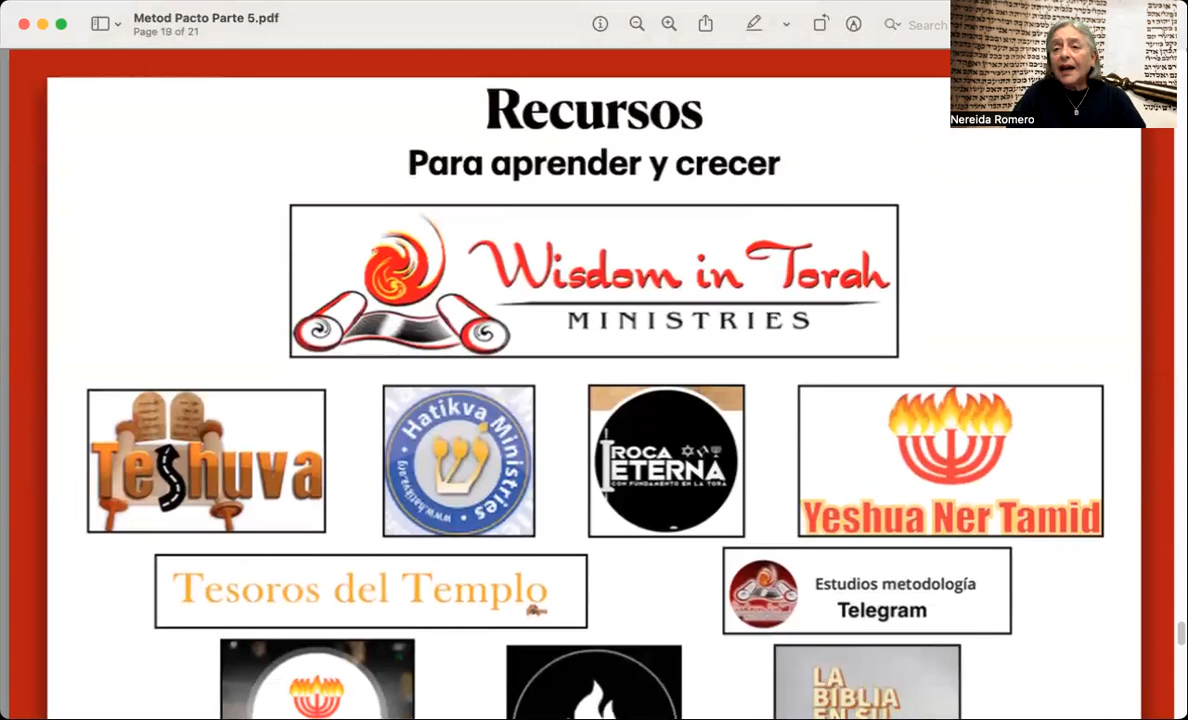 Metod Pacto Parte 5.pdf
Page 19 of 21
Search
Nereida Romero
Recursos
Para aprender y crecer
Wisdom in Torah
MINISTRIES
Teshuva
Hatikva Ministries
ROCA
ETERNA
CON FUNDAMENTO EN LA TORA
Yeshua Ner Tamid
Tesoros del Templo
Estudios metodología
Telegram
LA
BIBLIA
EN SU